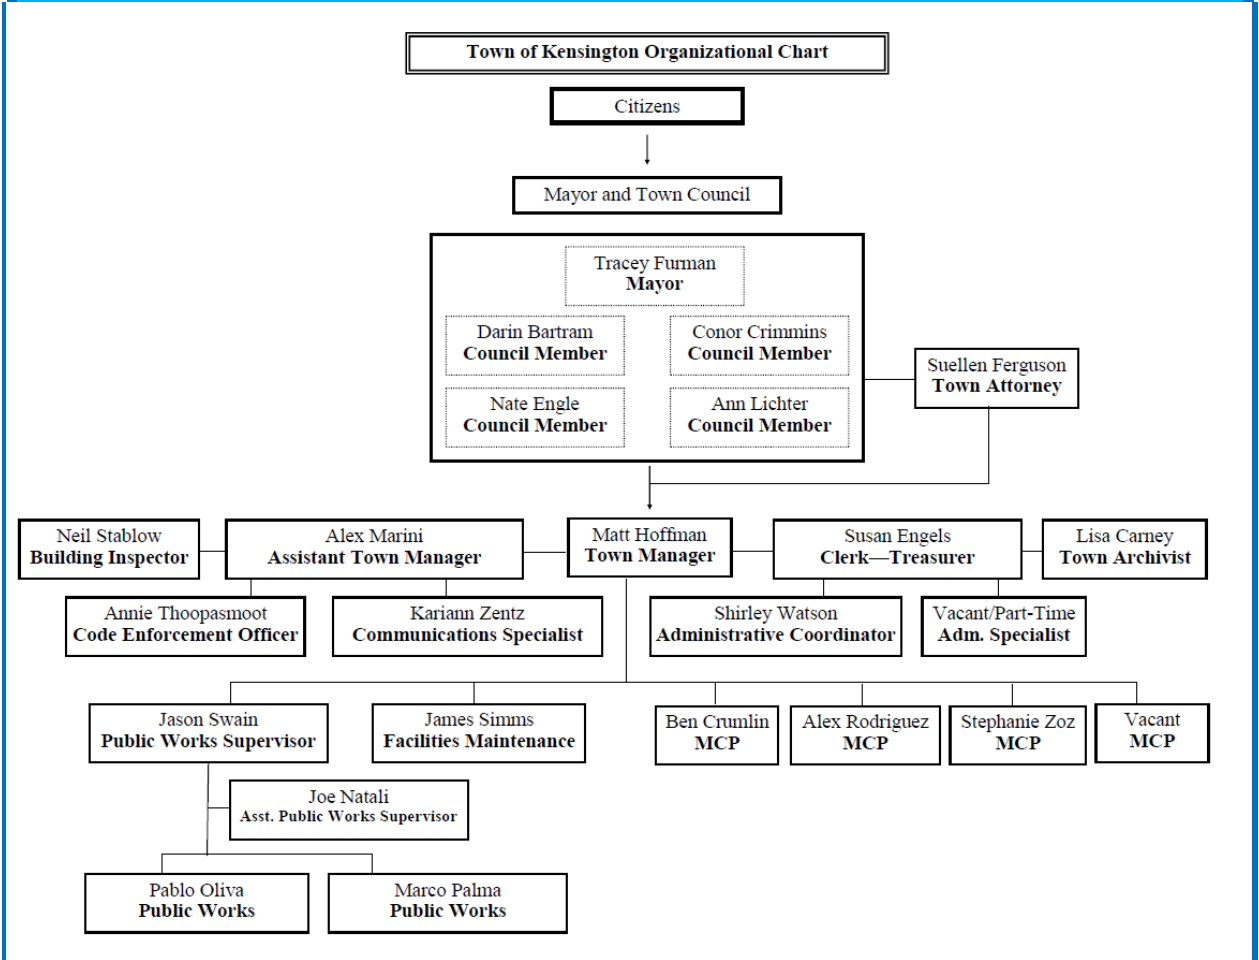 Town of Kensington Organizational Chart
Citizens
Mayor and Town Council
Tracey Furman
Mayor
Darin Bartram
Council Member
Conor Crimmins
Council Member
Nate Engle
Council Member
Ann Lichter
Council Member
Suellen Ferguson
Town Attorney
Neil Stablow
Building Inspector
Alex Marini
Assistant Town Manager
Matt Hoffman
Town Manager
Susan Engels
Clerk—Treasurer
Lisa Carney
Town Archivist
Annie Thoopasmoot
Code Enforcement Officer
Kariann Zentz
Communications Specialist
Shirley Watson
Administrative Coordinator
Vacant/Part-Time
Adm. Specialist
Jason Swain
Public Works Supervisor
James Simms
Facilities Maintenance
Ben Crumlin
MCP
Alex Rodriguez
MCP
Stephanie Zoz
MCP
Vacant
MCP
Joe Natali
Asst. Public Works Supervisor
Pablo Oliva
Public Works
Marco Palma
Public Works